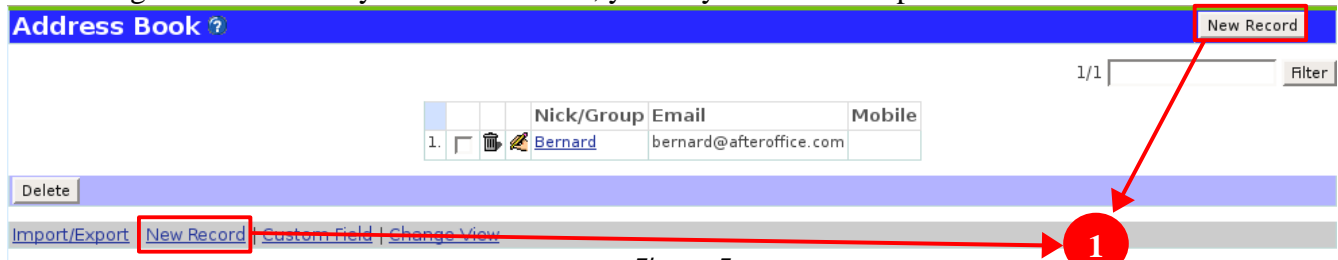 Address Book
New Record
1/1
Filter
Nick/Group Email Mobile
1. Bernard bernard@afteroffice.com
Delete
Import/Export | New Record | Custom Field | Change View
1